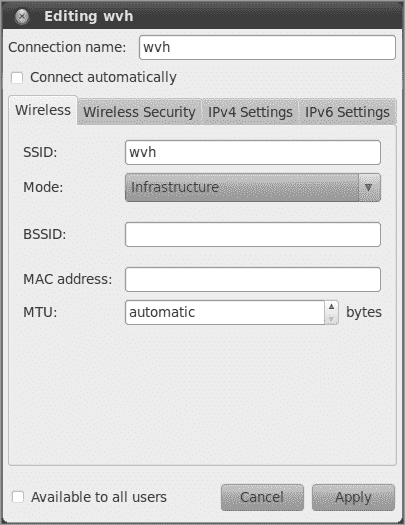 Editing wvh
Connection name: wvh
Connect automatically
Wireless Wireless Security IPv4 Settings IPv6 Settings
SSID: wvh
Mode: Infrastructure
BSSID:
MAC address:
MTU: automatic bytes
Available to all users Cancel Apply